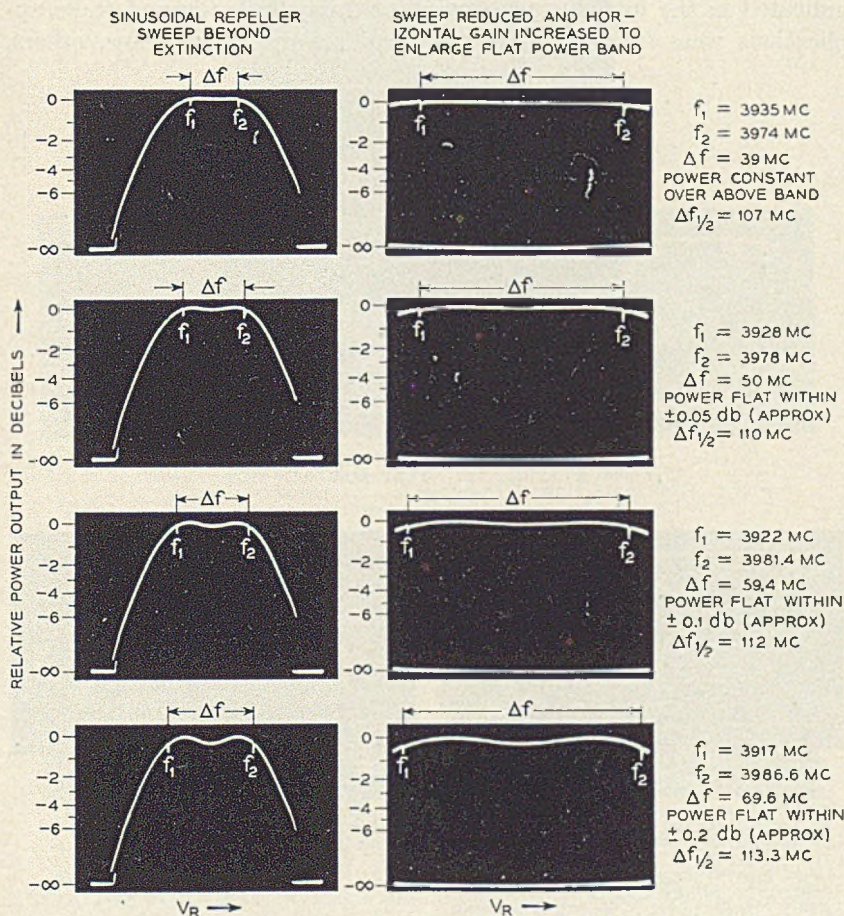 SINUSOIDAL REPELLER
SWEEP BEYOND
EXTINCTION
SWEEP REDUCED AND HOR-
IZONTAL GAIN INCREASED TO
ENLARGE FLAT POWER BAND
RELATIVE POWER OUTPUT IN DECIBELS →
Δf
0
-2
-4
-6
-∞
f₁
f₂
Δf
0
-2
-4
-6
-∞
f₁
f₂
f₁ = 3935 MC
f₂ = 3974 MC
Δf = 39 MC
POWER CONSTANT
OVER ABOVE BAND
Δf₁/₂ = 107 MC
Δf
0
-2
-4
-6
-∞
f₁
f₂
Δf
0
-2
-4
-6
-∞
f₁
f₂
f₁ = 3928 MC
f₂ = 3978 MC
Δf = 50 MC
POWER FLAT WITHIN
±0.05 db (APPROX)
Δf₁/₂ = 110 MC
Δf
0
-2
-4
-6
-∞
f₁
f₂
Δf
0
-2
-4
-6
-∞
f₁
f₂
f₁ = 3922 MC
f₂ = 3981.4 MC
Δf = 59.4 MC
POWER FLAT WITHIN
± 0.1 db (APPROX)
Δf₁/₂ = 112 MC
Δf
0
-2
-4
-6
-∞
f₁
f₂
Δf
0
-2
-4
-6
-∞
f₁
f₂
f₁ = 3917 MC
f₂ = 3986.6 MC
Δf = 69.6 MC
POWER FLAT WITHIN
±0.2 db (APPROX)
Δf₁/₂ = 113.3 MC
V_R →
V_R →